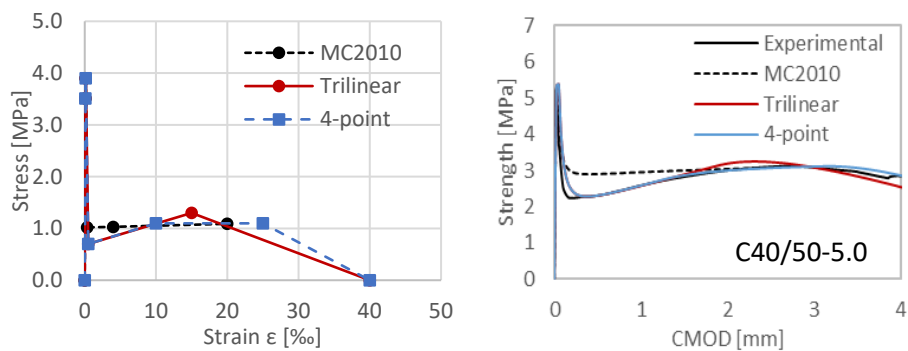 5.0
4.0
3.0
2.0
1.0
0.0
Stress [MPa]
MC2010
Trilinear
4-point
0
10
20
30
40
50
Strain ε [‰]
7
6
5
4
3
2
1
0
Strength [MPa]
Experimental
MC2010
Trilinear
4-point
C40/50-5.0
0
1
2
3
4
CMOD [mm]